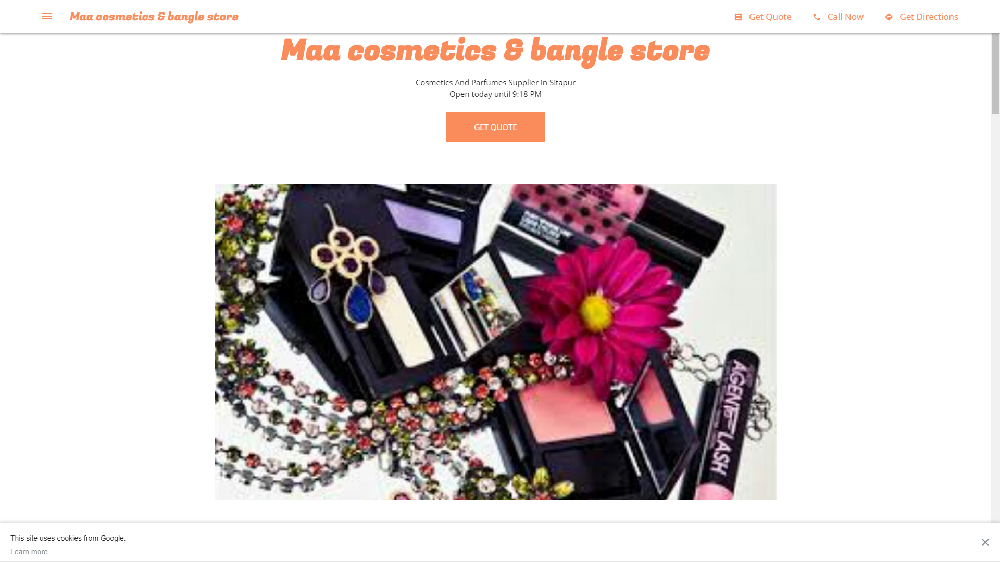 Maa cosmetics & bangle store
Get Quote
Call Now
Get Directions
Maa cosmetics & bangle store
Cosmetics And Parfumes Supplier in Sitapur
Open today until 9:18 PM
GET QUOTE
AGENT LASH
This site uses cookies from Google.
Learn more